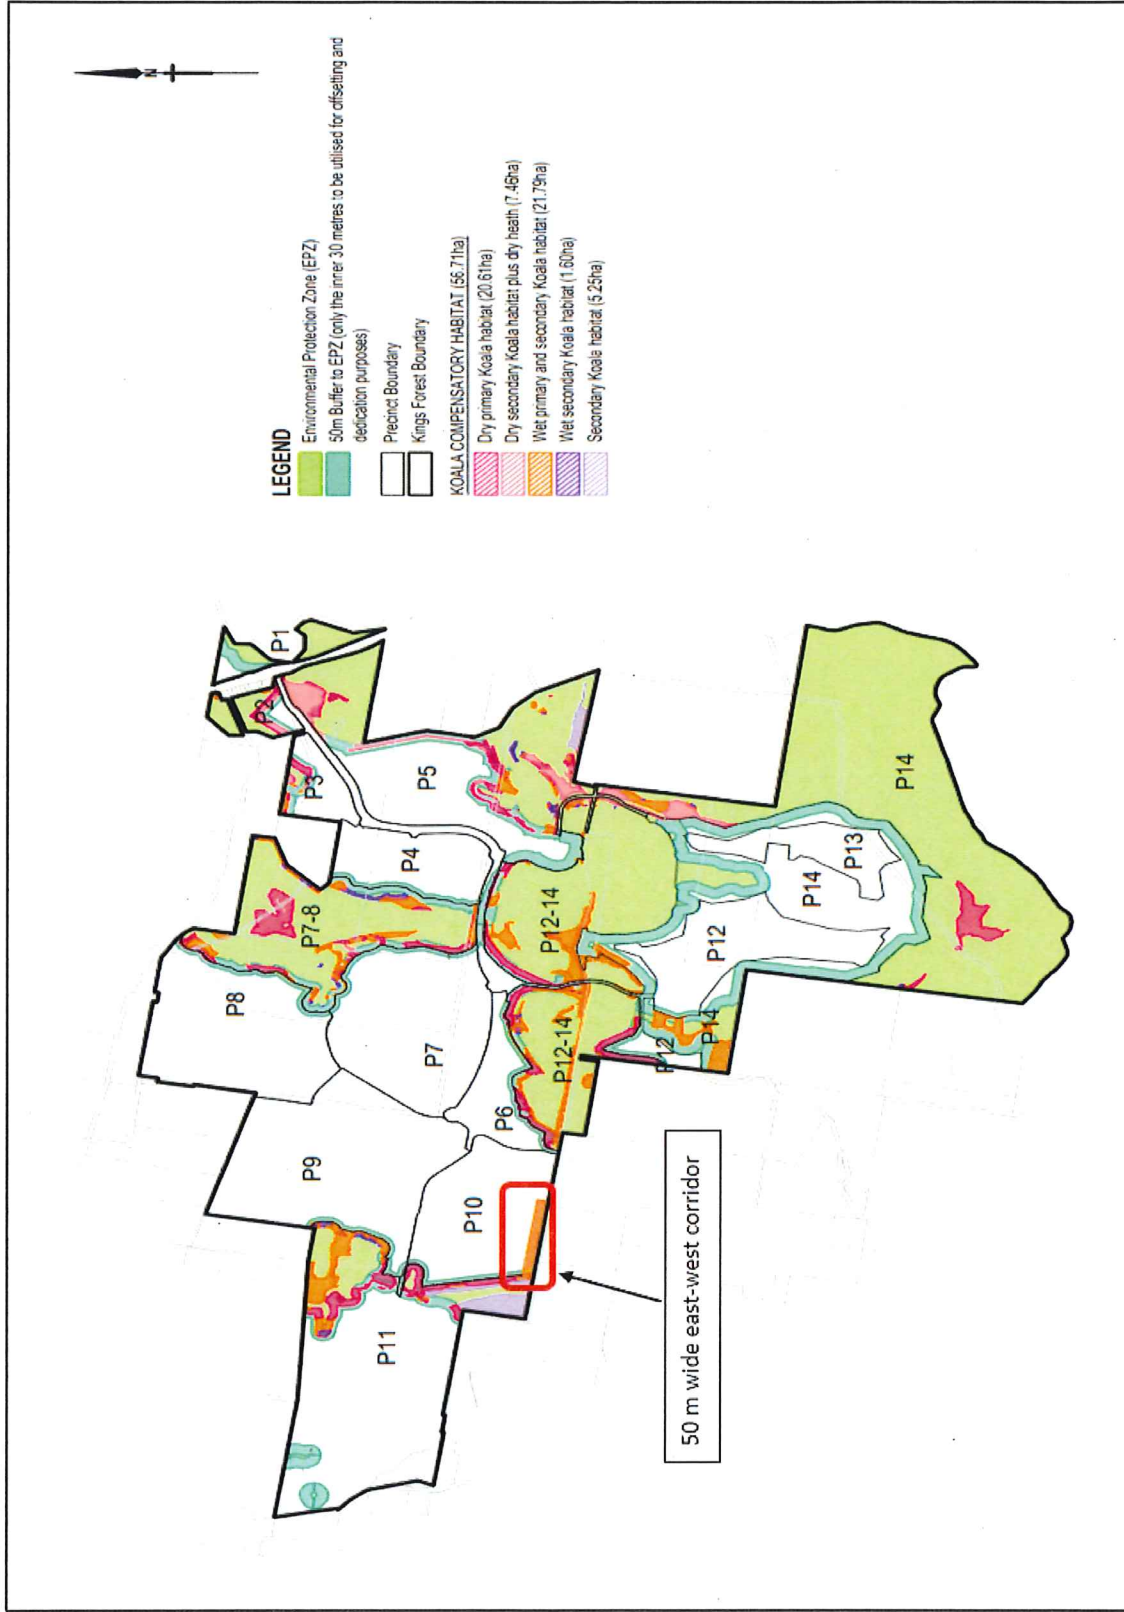 N
LEGEND
Environmental Protection Zone (EPZ)
50m Buffer to EPZ (only the inner 30 metres to be utilised for offsetting and
dedication purposes)
Precinct Boundary
Kings Forest Boundary
KOALA COMPENSATORY HABITAT (56.71ha)
Dry primary Koala habitat (20.61ha)
Dry secondary Koala habitat plus dry heath (7.46ha)
Wet primary and secondary Koala habitat (21.79ha)
Wet secondary Koala habitat (1.60ha)
Secondary Koala habitat (5.25ha)
P1
P2
P3
P5
P4
P7-8
P8
P7
P9
P6
P10
P11
P12-14
P12-14
P12
P14
P12
P14
P13
P14
50 m wide east-west corridor